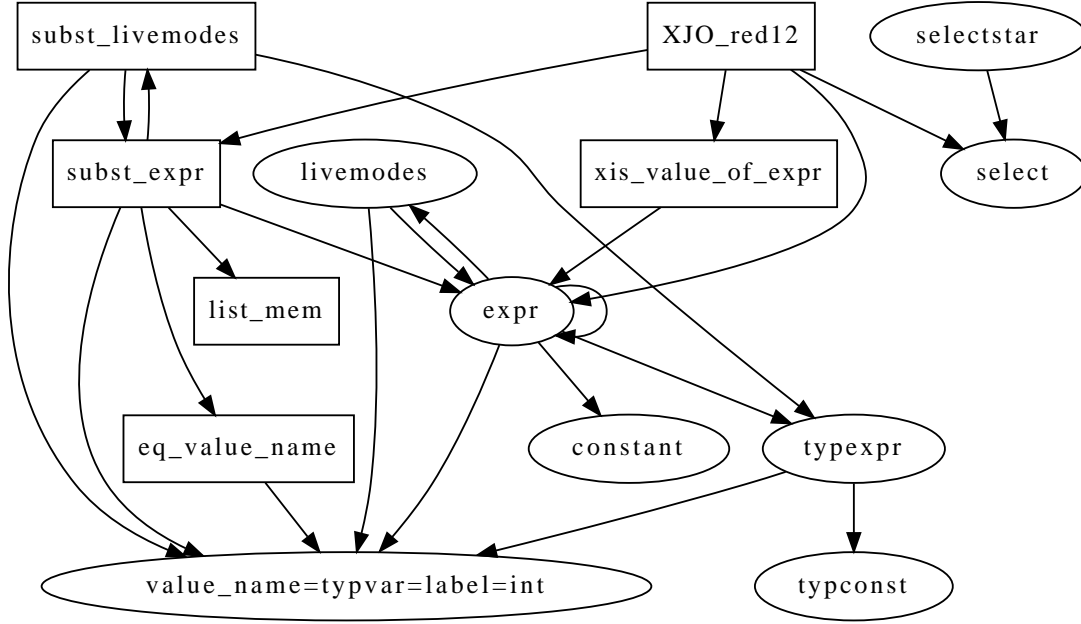 subst_livemodes
XJO_red12
selectstar
subst_expr
livemodes
xis_value_of_expr
select
list_mem
expr
eq_value_name
constant
typexpr
value_name=typvar=label=int
typconst